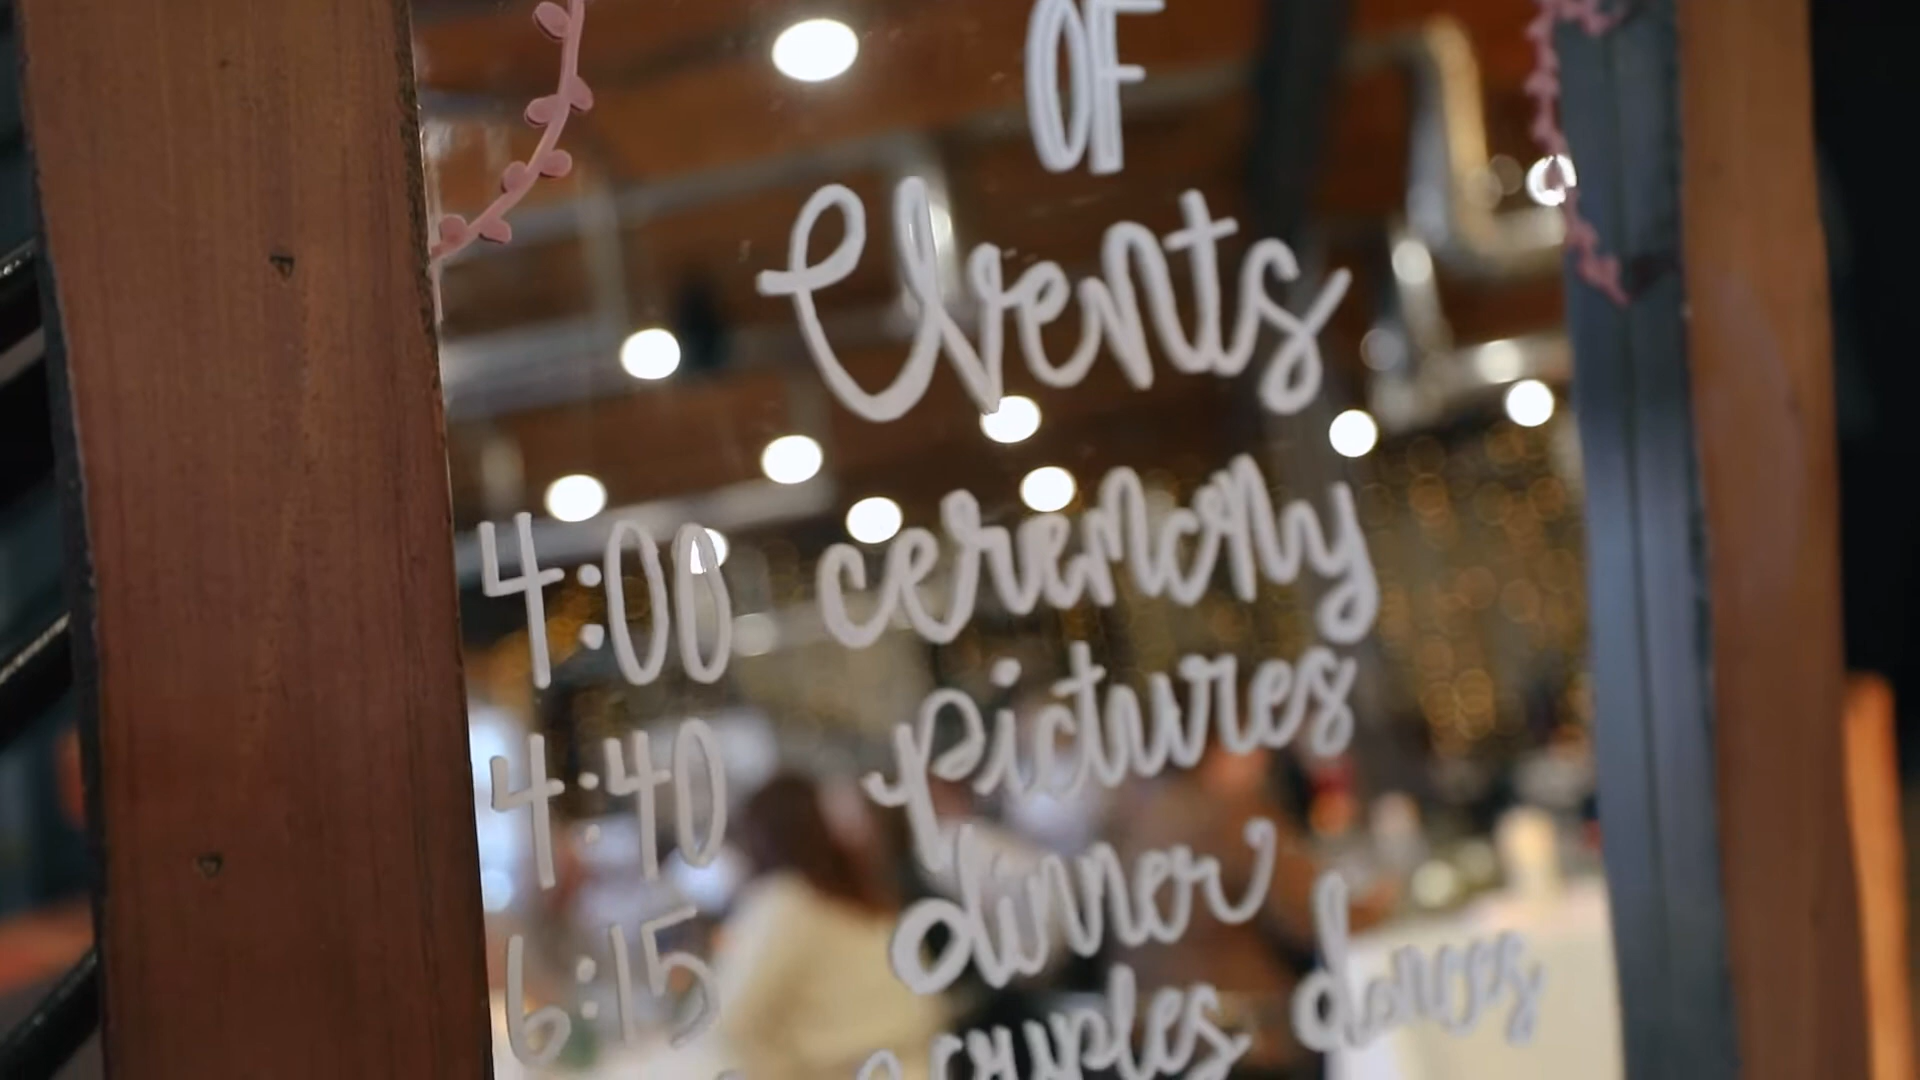 OF
Events
4:00 ceremony
4:40 pictures
6:15 dinner
couples dances